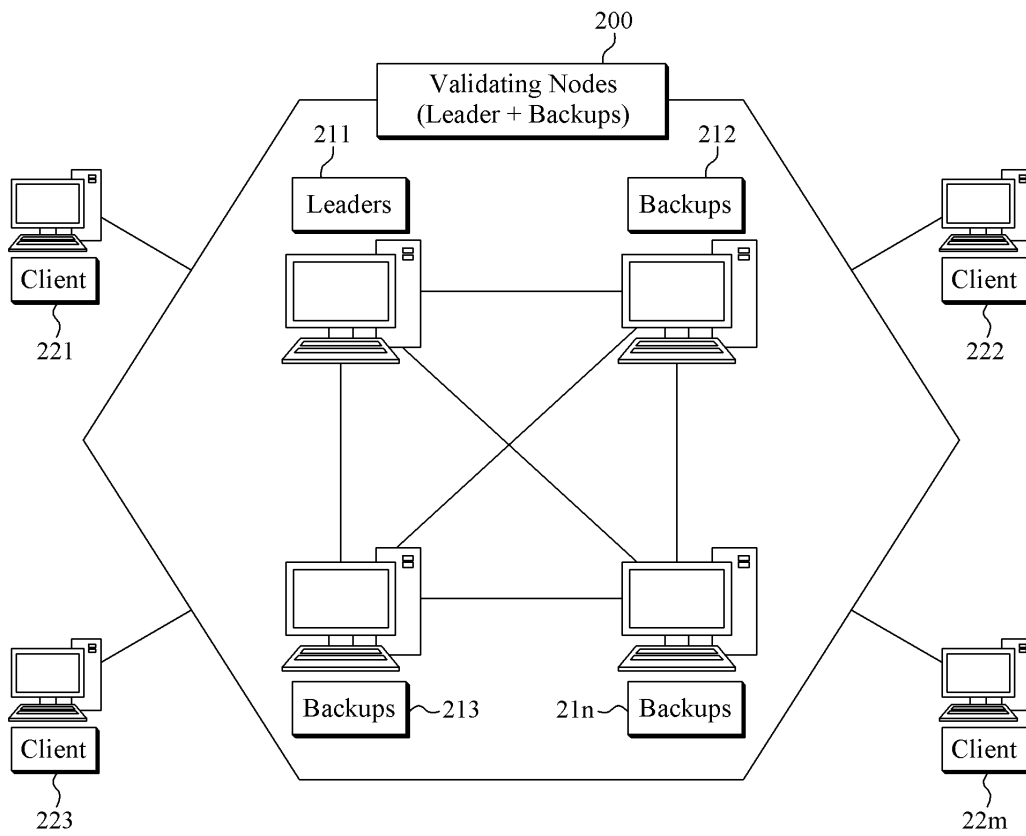 200
Validating Nodes
(Leader + Backups)
211
212
Leaders
Backups
Client
Client
221
222
Backups
213
21n
Backups
Client
Client
223
22m